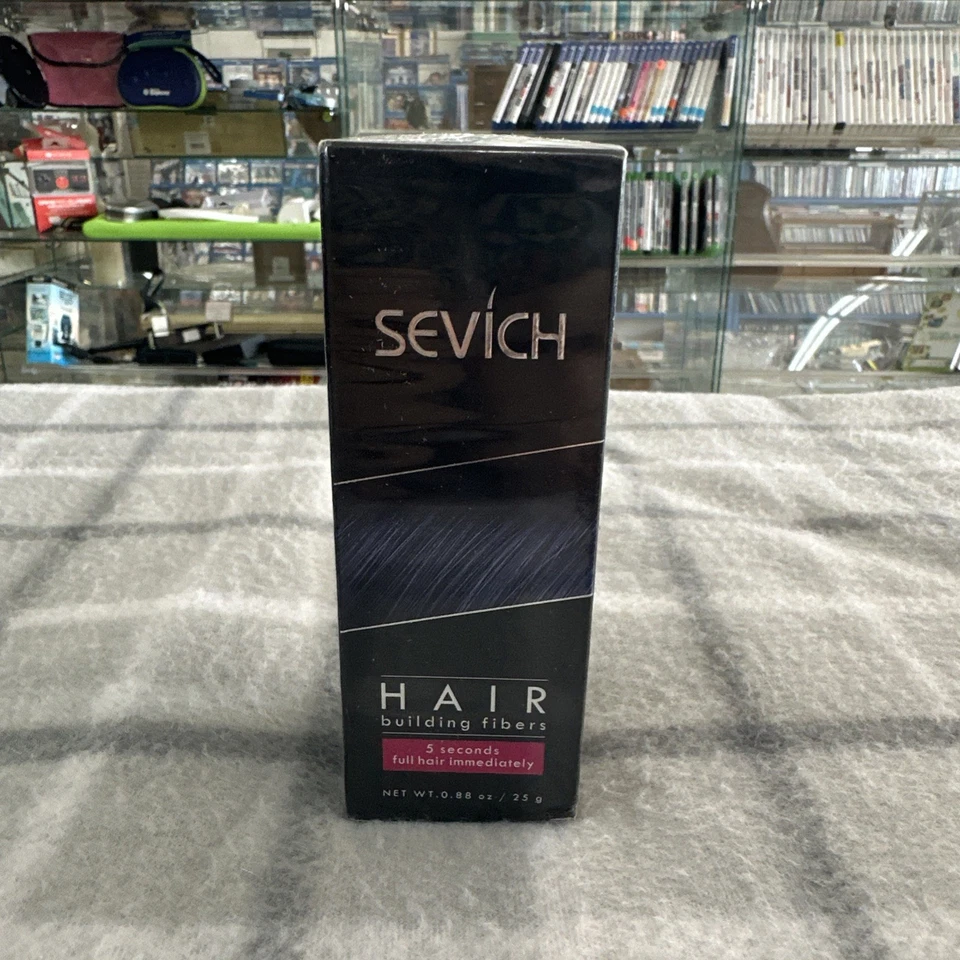 SEVICH
HAIR
building fibers
5 seconds
full hair immediately
NET WT.0.88 oz / 25 g